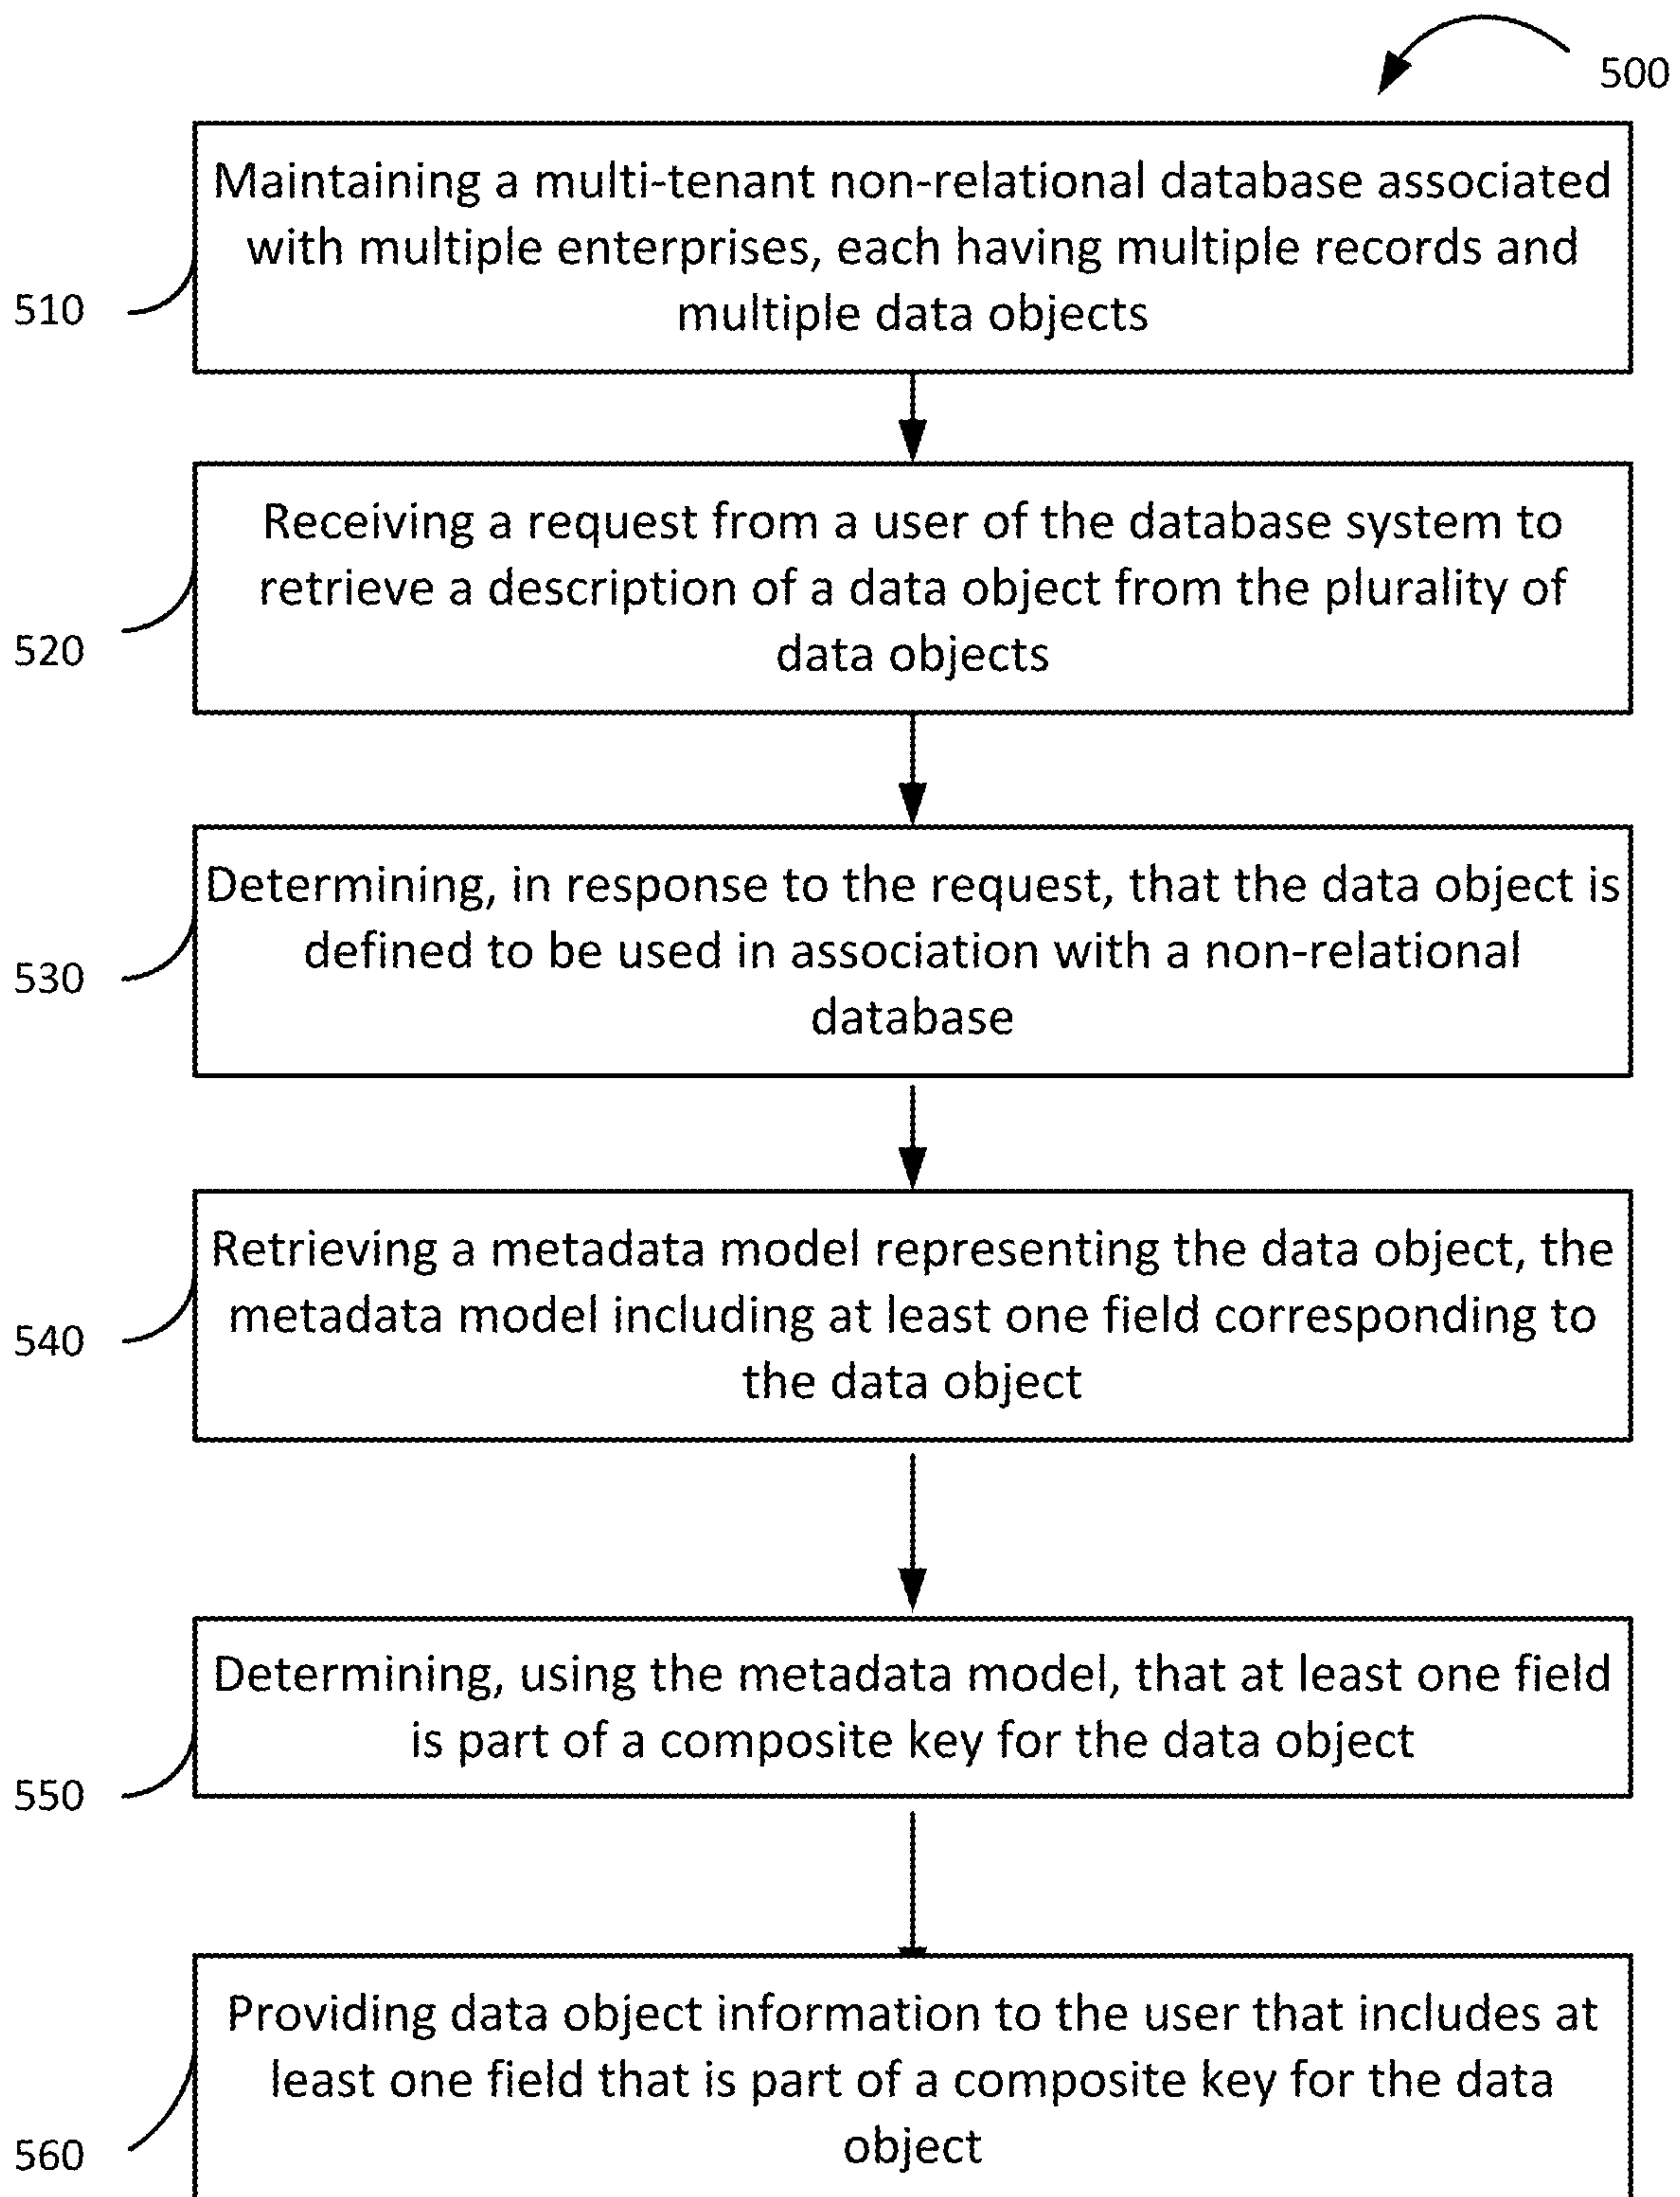 500
Maintaining a multi-tenant non-relational database associated
with multiple enterprises, each having multiple records and
multiple data objects
510
Receiving a request from a user of the database system to
retrieve a description of a data object from the plurality of
data objects
520
Determining, in response to the request, that the data object is
defined to be used in association with a non-relational
database
530
Retrieving a metadata model representing the data object, the
metadata model including at least one field corresponding to
the data object
540
Determining, using the metadata model, that at least one field
is part of a composite key for the data object
550
Providing data object information to the user that includes at
least one field that is part of a composite key for the data
object
560